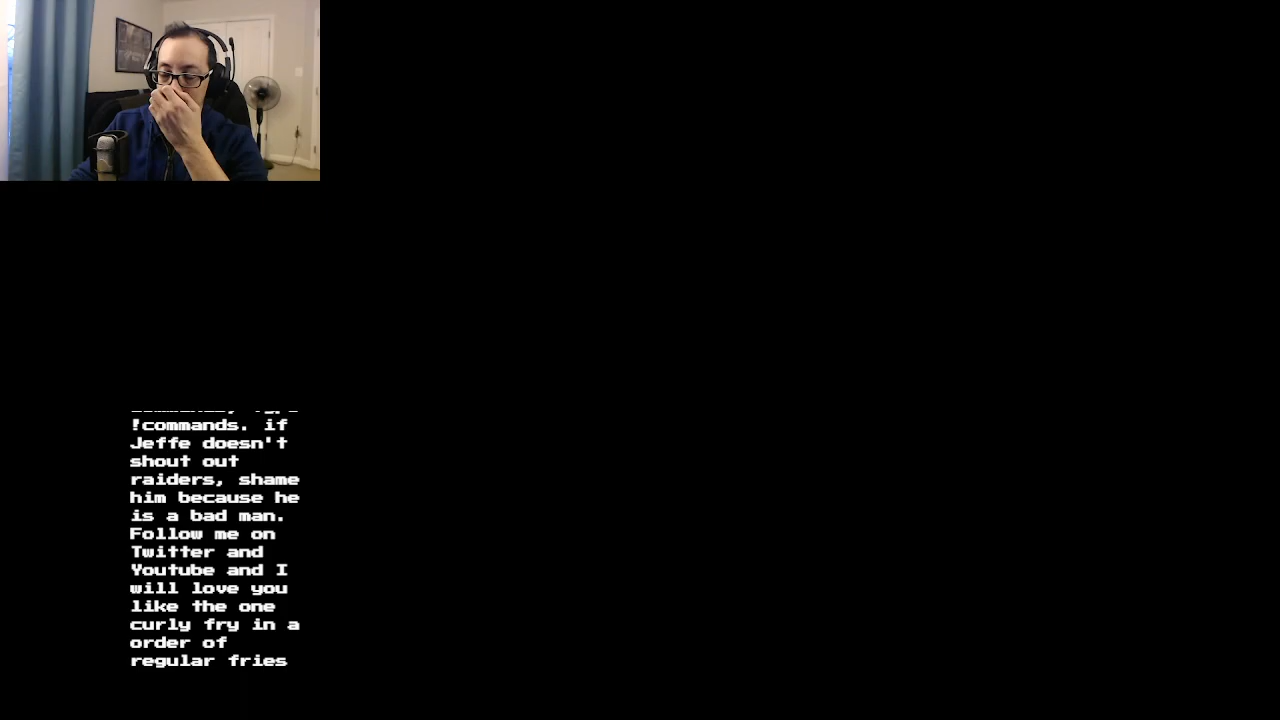 !commands. if
Jeffe doesn't
shout out
raiders, shame
him because he
is a bad man.
Follow me on
Twitter and
Youtube and I
will love you
like the one
curly fry in a
order of
regular fries